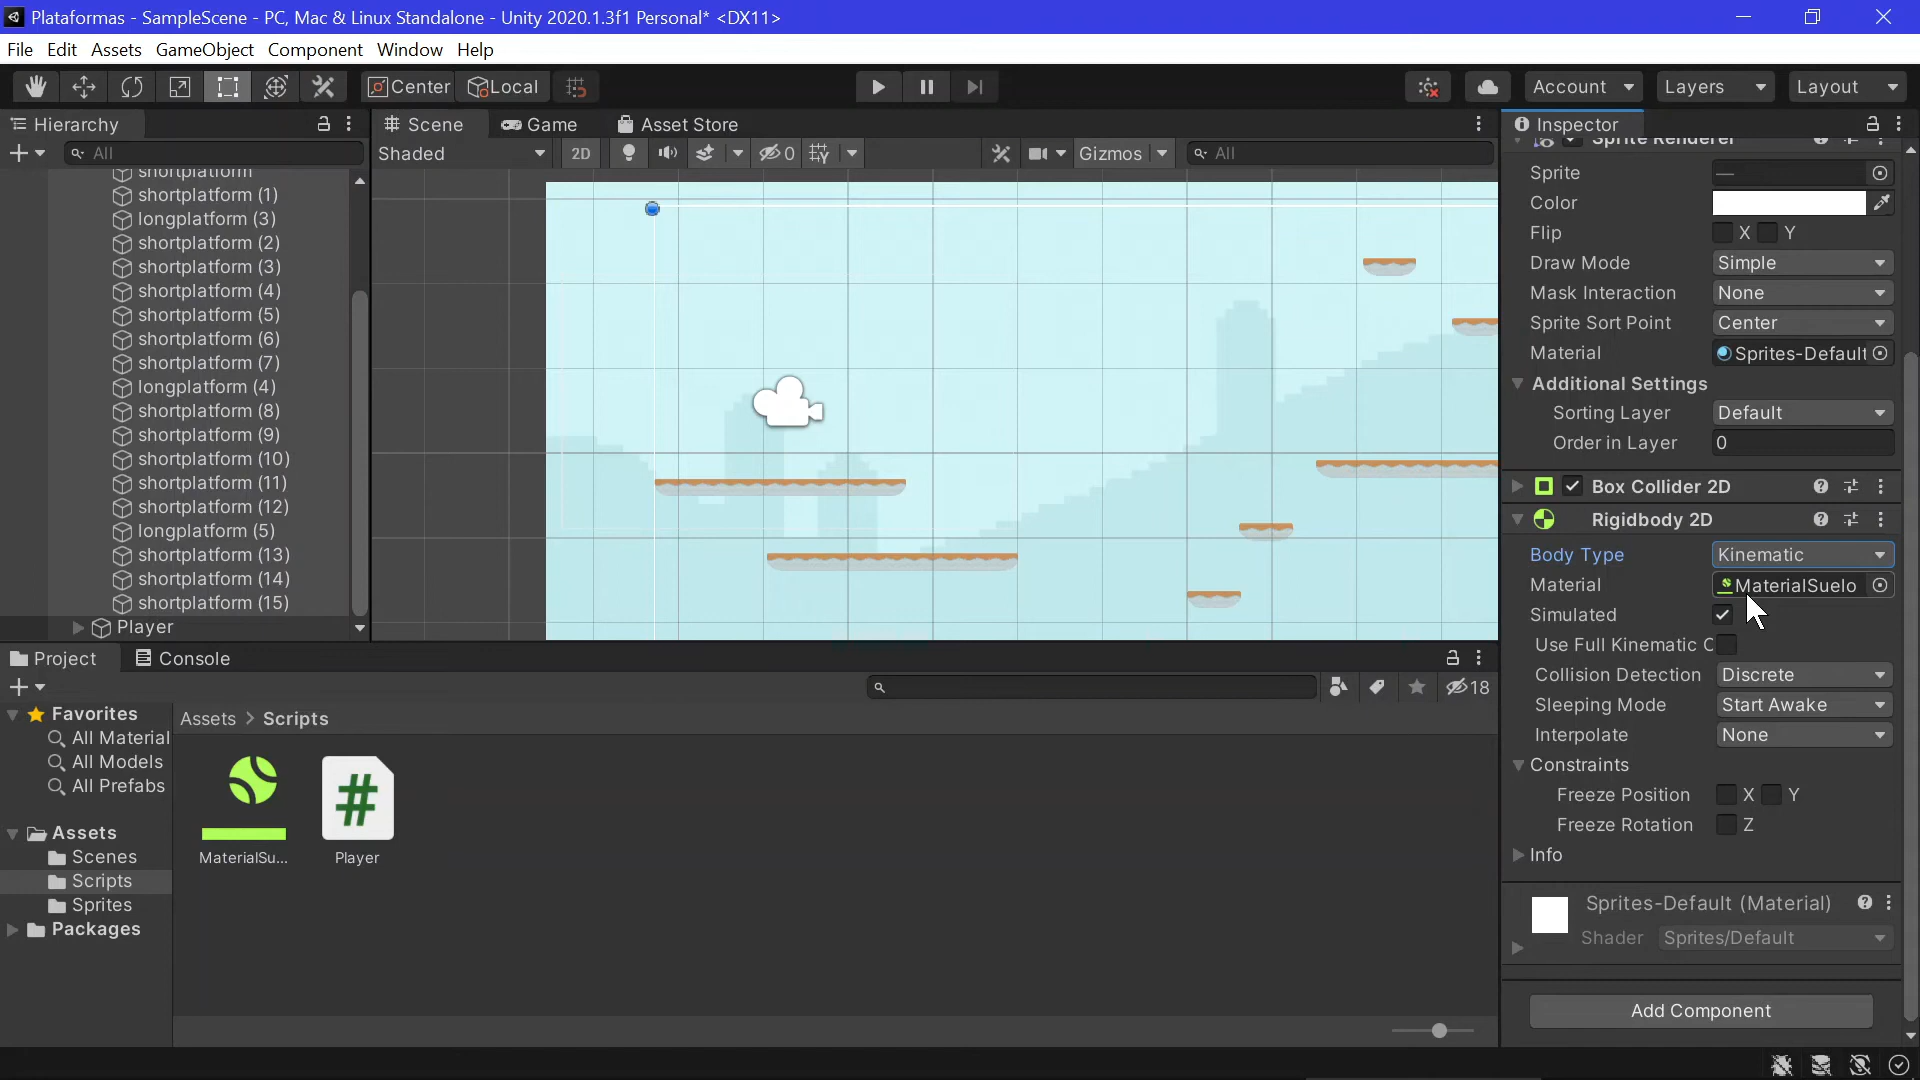 Plataformas - SampleScene - PC, Mac & Linux Standalone - Unity 2020.1.3f1 Personal* <DX11>
File Edit Assets GameObject Component Window Help
Center Local Account Layers Layout
Hierarchy
All
shortplatform
shortplatform (1)
longplatform (3)
shortplatform (2)
shortplatform (3)
shortplatform (4)
shortplatform (5)
shortplatform (6)
shortplatform (7)
longplatform (4)
shortplatform (8)
shortplatform (9)
shortplatform (10)
shortplatform (11)
shortplatform (12)
longplatform (5)
shortplatform (13)
shortplatform (14)
shortplatform (15)
Player
Scene Game Asset Store
Shaded 2D 0 Gizmos All
Inspector
Sprite Renderer
Sprite —
Color
Flip X Y
Draw Mode Simple
Mask Interaction None
Sprite Sort Point Center
Material Sprites-Default
Additional Settings
Sorting Layer Default
Order in Layer 0
Box Collider 2D
Rigidbody 2D
Body Type Kinematic
Material MaterialSuelo
Simulated
Use Full Kinematic C
Collision Detection Discrete
Sleeping Mode Start Awake
Interpolate None
Constraints
Freeze Position X Y
Freeze Rotation Z
Info
Sprites-Default (Material)
Shader Sprites/Default
Add Component
Project Console
18
Favorites
All Material
All Models
All Prefabs
Assets
Scenes
Scripts
Sprites
Packages
Assets > Scripts
MaterialSu...
#
Player